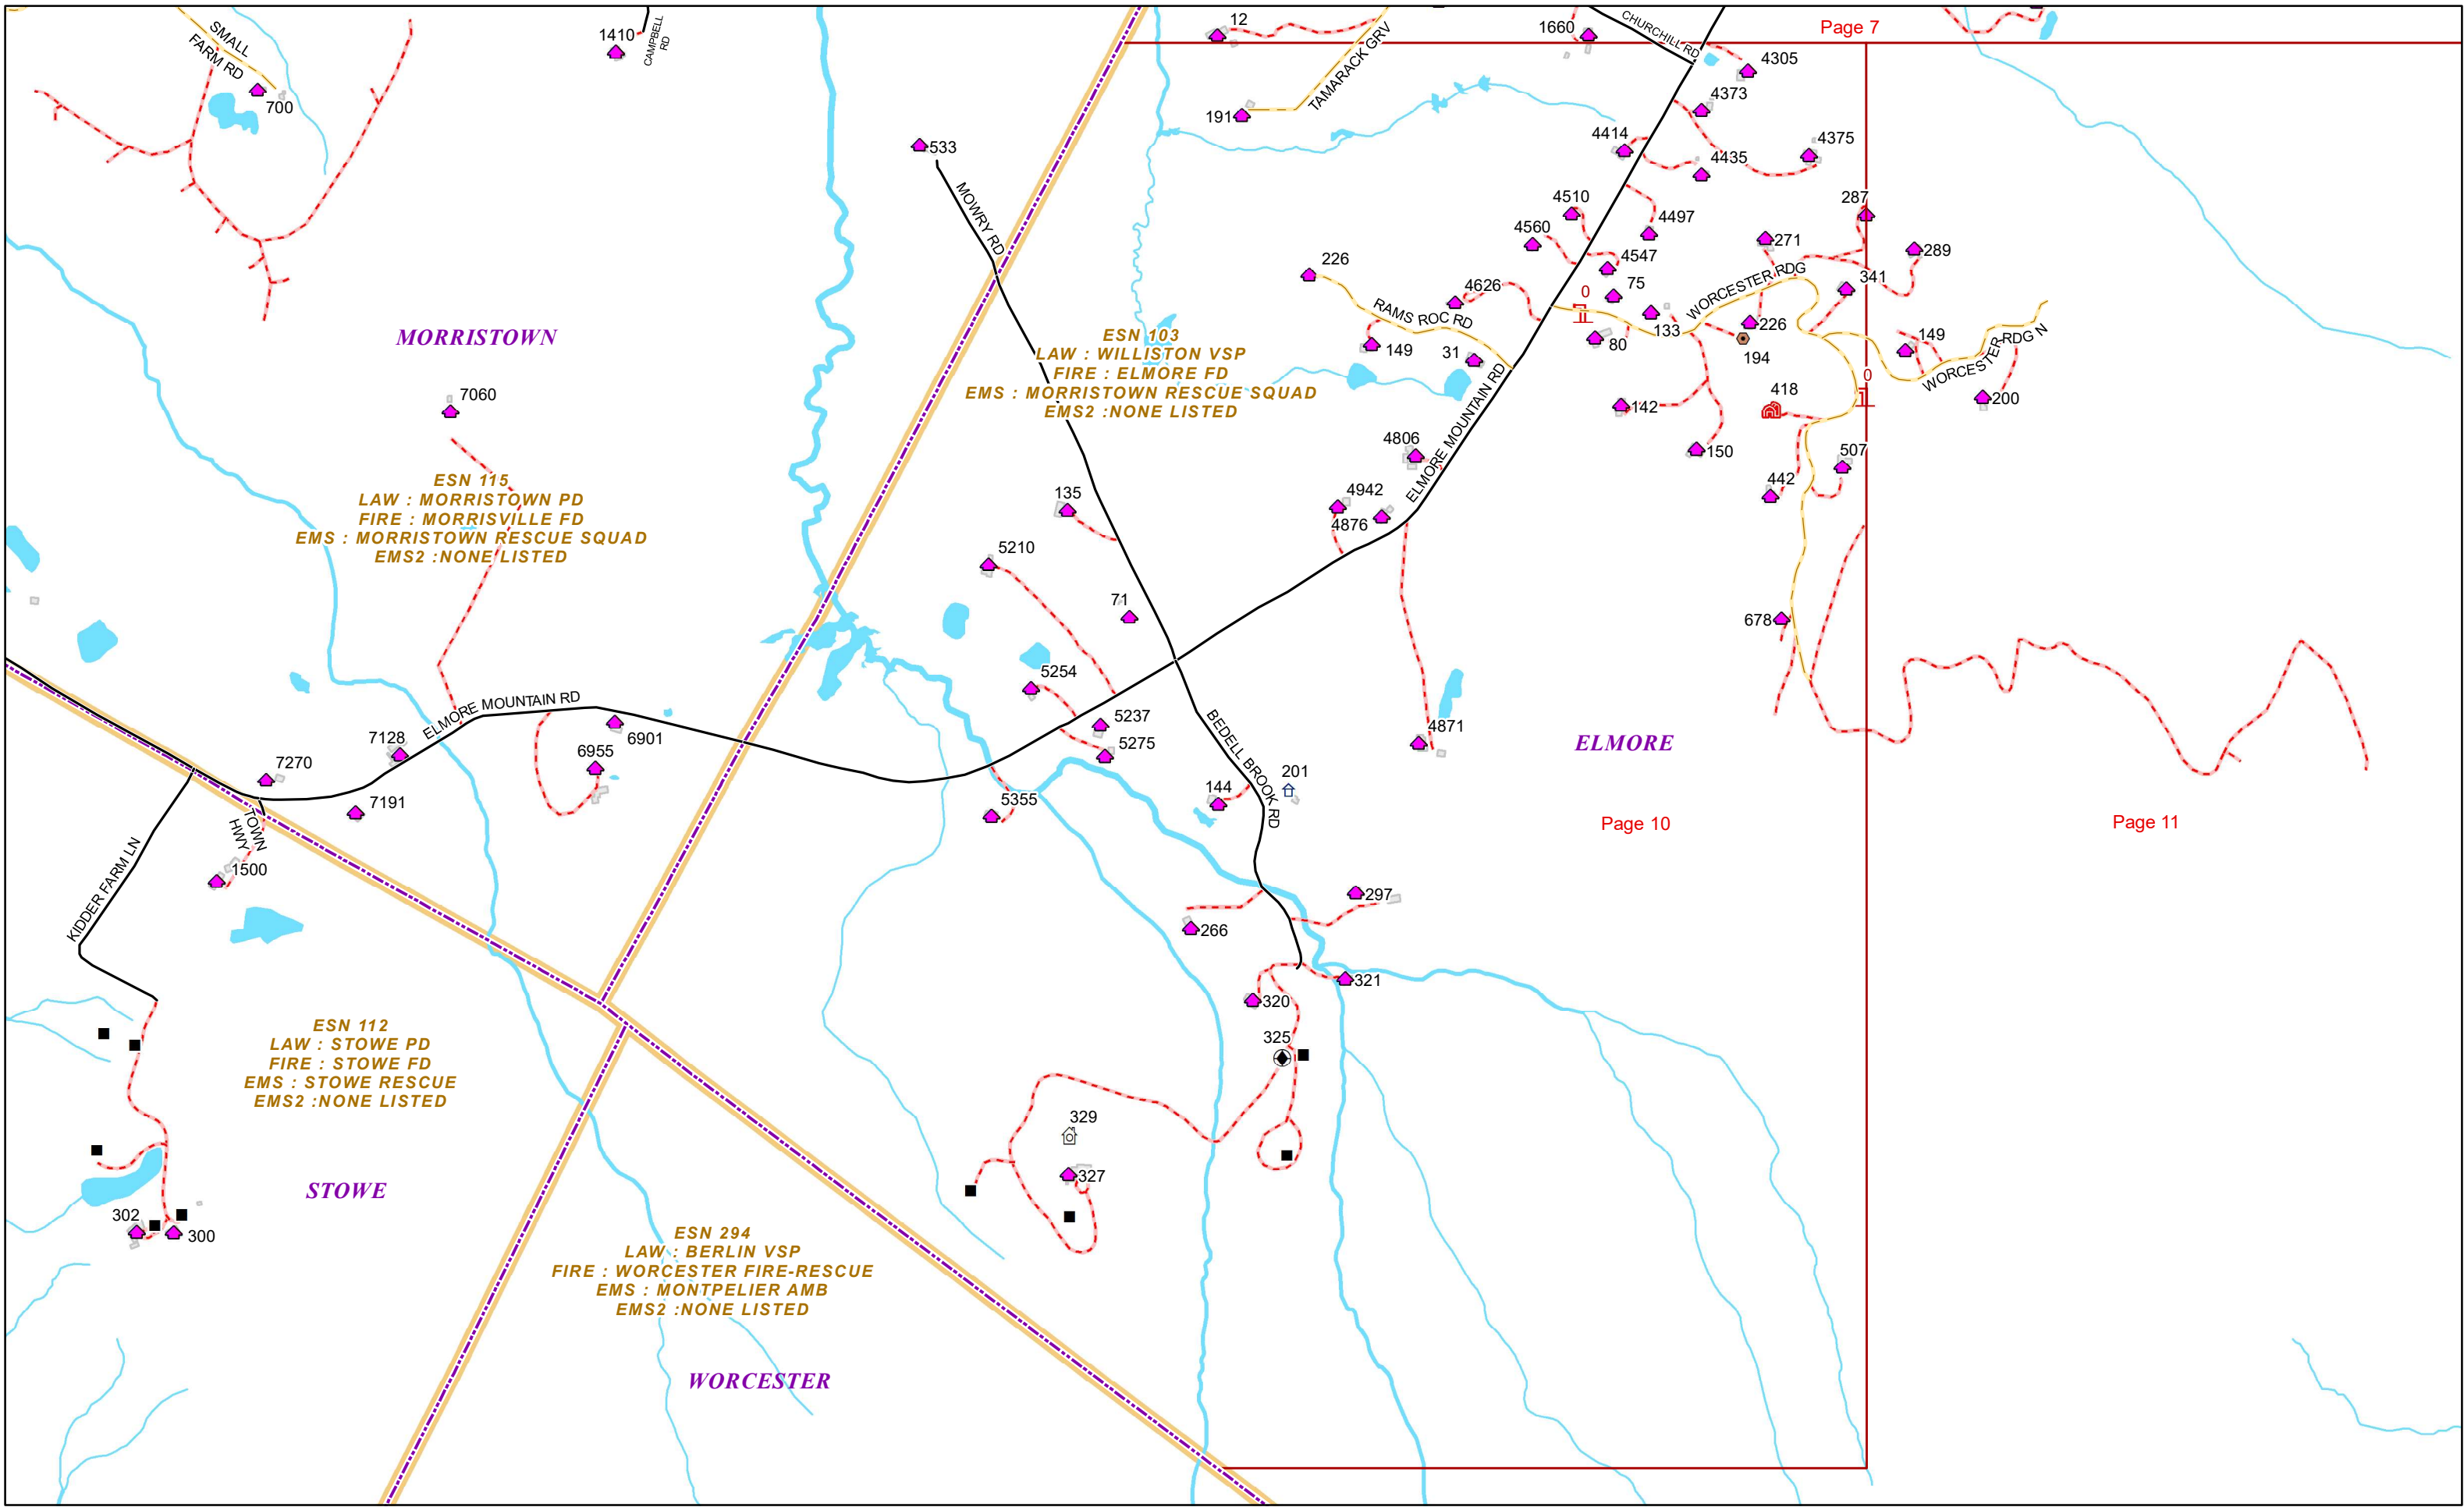 SMALL
FARM RD
700
1410
CAMPBELL
RD
12
191
TAMARACK GRV
1660
CHURCHILL RD
Page 7
4305
4373
4375
4414
4435
533
MOWRY RD
4510
4497
4560
4547
287
271
289
226
4626
75
0
WORCESTER RDG
341
RAMS ROC RD
149
31
80
133
226
194
149
WORCESTER RDG N
200
MORRISTOWN
ESN 103
LAW : WILLISTON VSP
FIRE : ELMORE FD
EMS : MORRISTOWN RESCUE SQUAD
EMS2 :NONE LISTED
0
418
142
150
507
442
7060
ELMORE MOUNTAIN RD
4806
4942
4876
ESN 115
LAW : MORRISTOWN PD
FIRE : MORRISVILLE FD
EMS : MORRISTOWN RESCUE SQUAD
EMS2 :NONE LISTED
135
5210
71
678
5254
5237
5275
4871
ELMORE
ELMORE MOUNTAIN RD
7128
6901
6955
7270
7191
BEDELL BROOK RD
201
144
5355
Page 10
Page 11
TOWN
HWY
1500
KIDDER FARM LN
297
266
321
320
325
ESN 112
LAW : STOWE PD
FIRE : STOWE FD
EMS : STOWE RESCUE
EMS2 :NONE LISTED
329
327
STOWE
302
300
ESN 294
LAW : BERLIN VSP
FIRE : WORCESTER FIRE-RESCUE
EMS : MONTPELIER AMB
EMS2 :NONE LISTED
WORCESTER